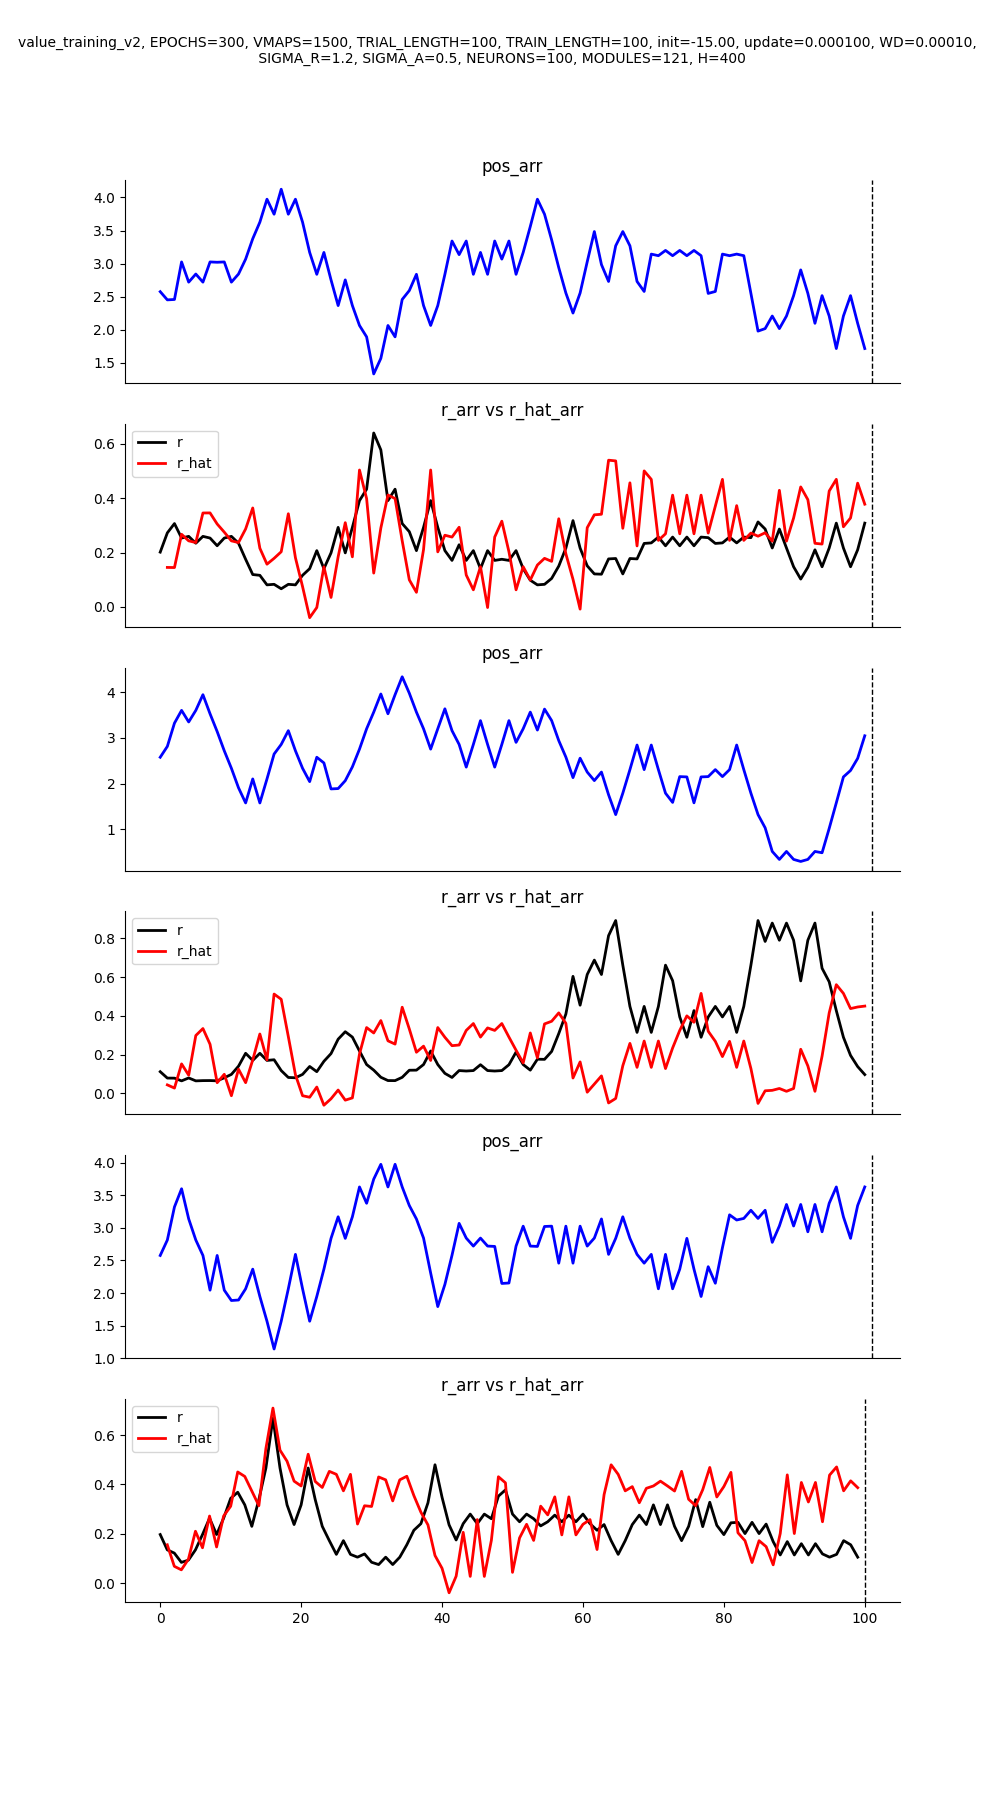 value_training_v2, EPOCHS=300, VMAPS=1500, TRIAL_LENGTH=100, TRAIN_LENGTH=100, init=-15.00, update=0.000100, WD=0.00010,
SIGMA_R=1.2, SIGMA_A=0.5, NEURONS=100, MODULES=121, H=400
pos_arr
4.0
3.5
3.0
2.5
2.0
1.5
r_arr vs r_hat_arr
r
r_hat
0.6
0.4
0.2
0.0
pos_arr
4
3
2
1
r_arr vs r_hat_arr
r
r_hat
0.8
0.6
0.4
0.2
0.0
pos_arr
4.0
3.5
3.0
2.5
2.0
1.5
1.0
r_arr vs r_hat_arr
r
r_hat
0.6
0.4
0.2
0.0
0 20 40 60 80 100